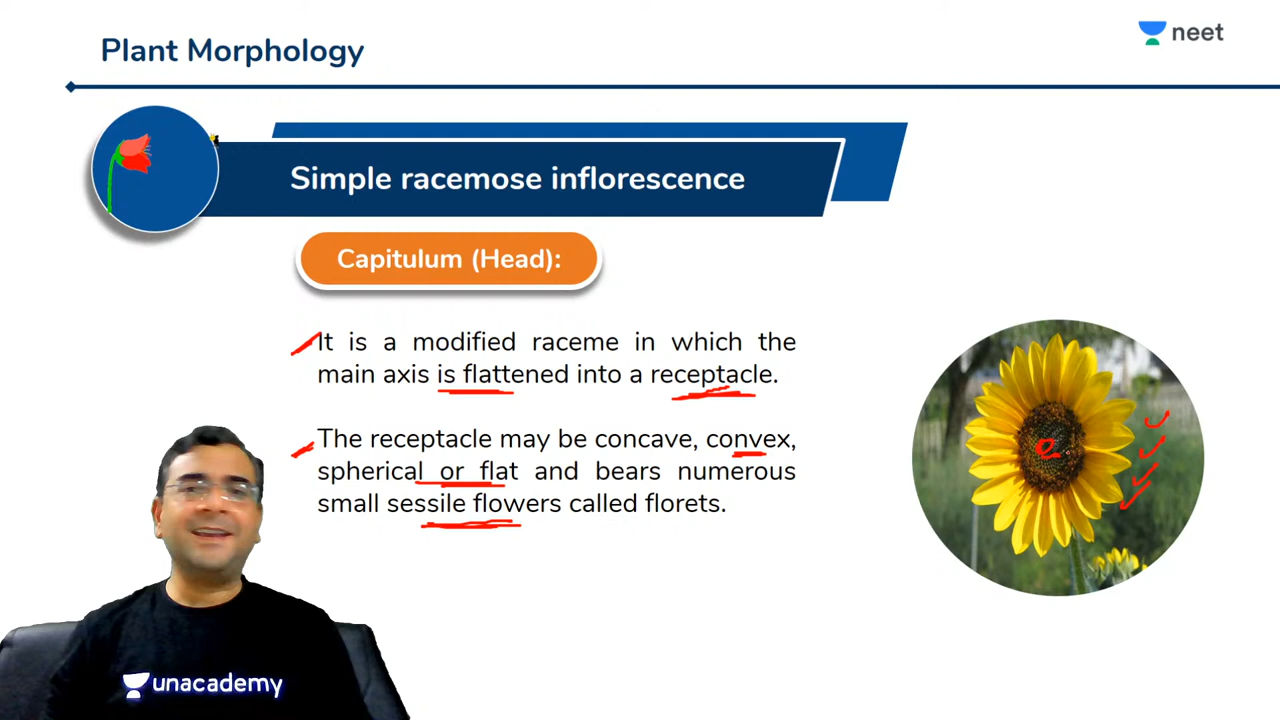 Plant Morphology
neet
Simple racemose inflorescence
Capitulum (Head):
It is a modified raceme in which the
main axis is flattened into a receptacle.
The receptacle may be concave, convex,
spherical or flat and bears numerous
small sessile flowers called florets.
unacademy